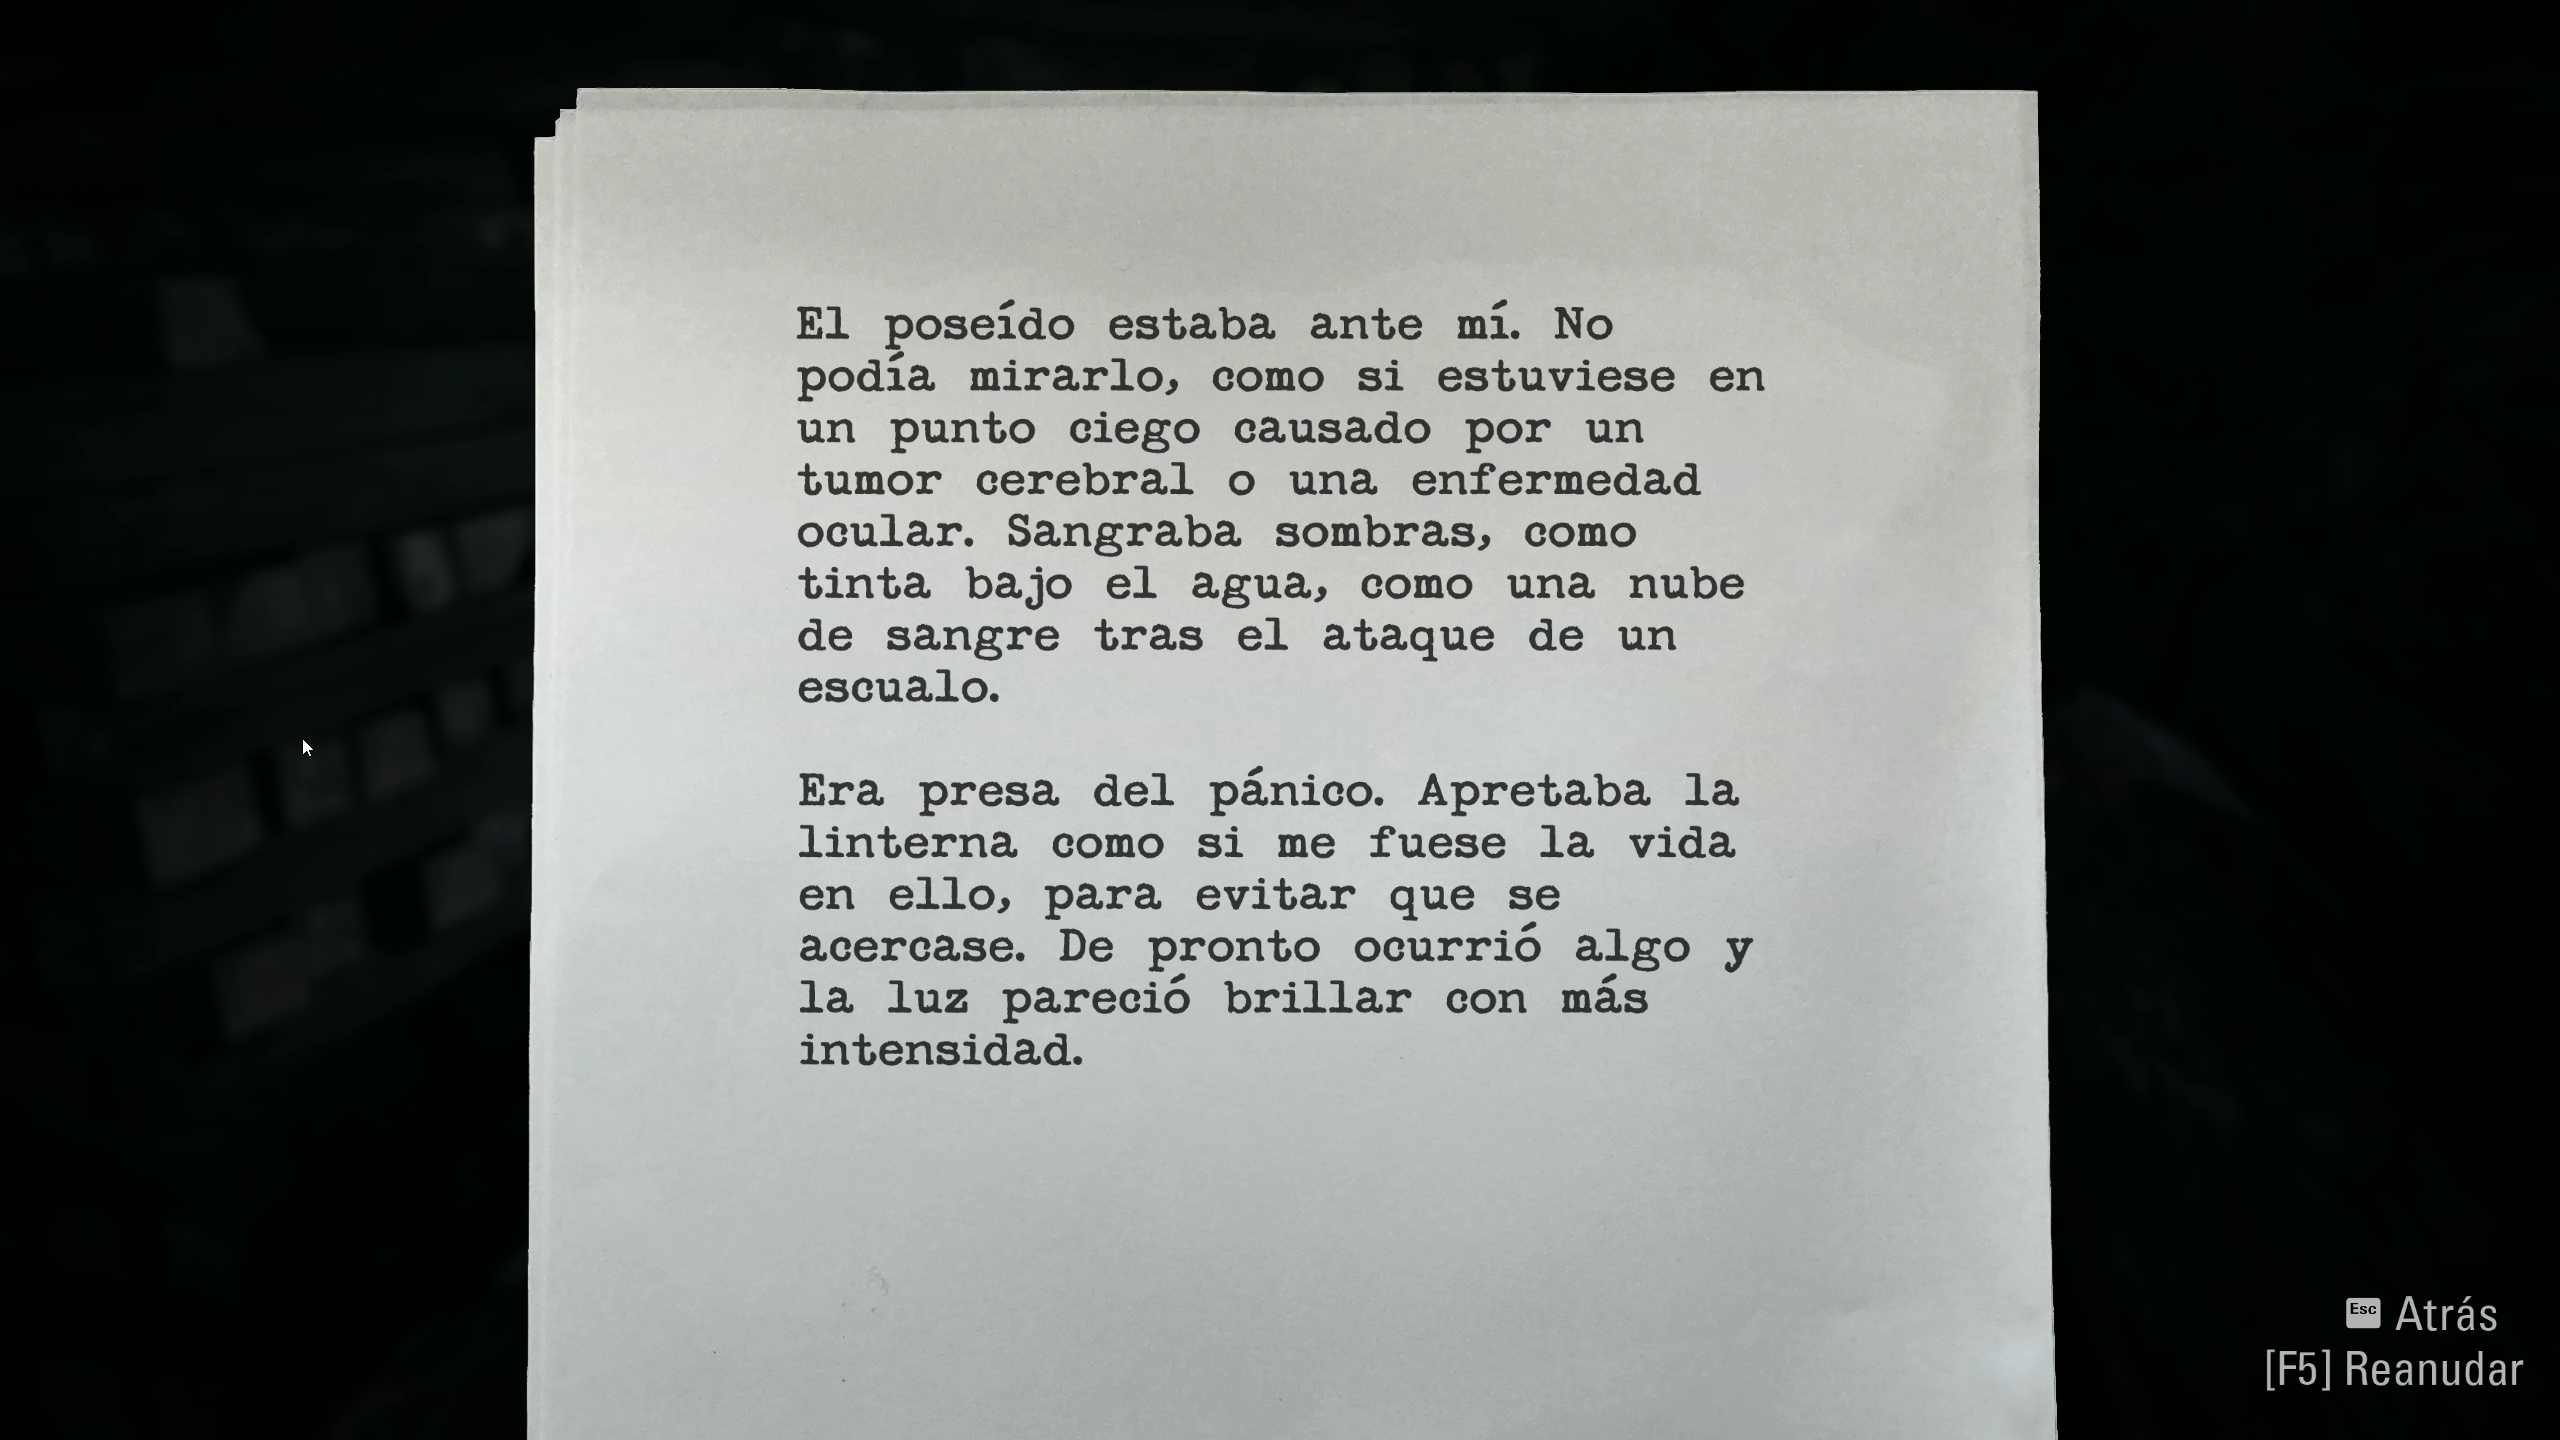 El poseído estaba ante mí. No
podía mirarlo, como si estuviese en
un punto ciego causado por un
tumor cerebral o una enfermedad
ocular. Sangraba sombras, como
tinta bajo el agua, como una nube
de sangre tras el ataque de un
escualo.
Era presa del pánico. Apretaba la
linterna como si me fuese la vida
en ello, para evitar que se
acercase. De pronto ocurrió algo y
la luz pareció brillar con más
intensidad.
Esc Atrás
[F5] Reanudar